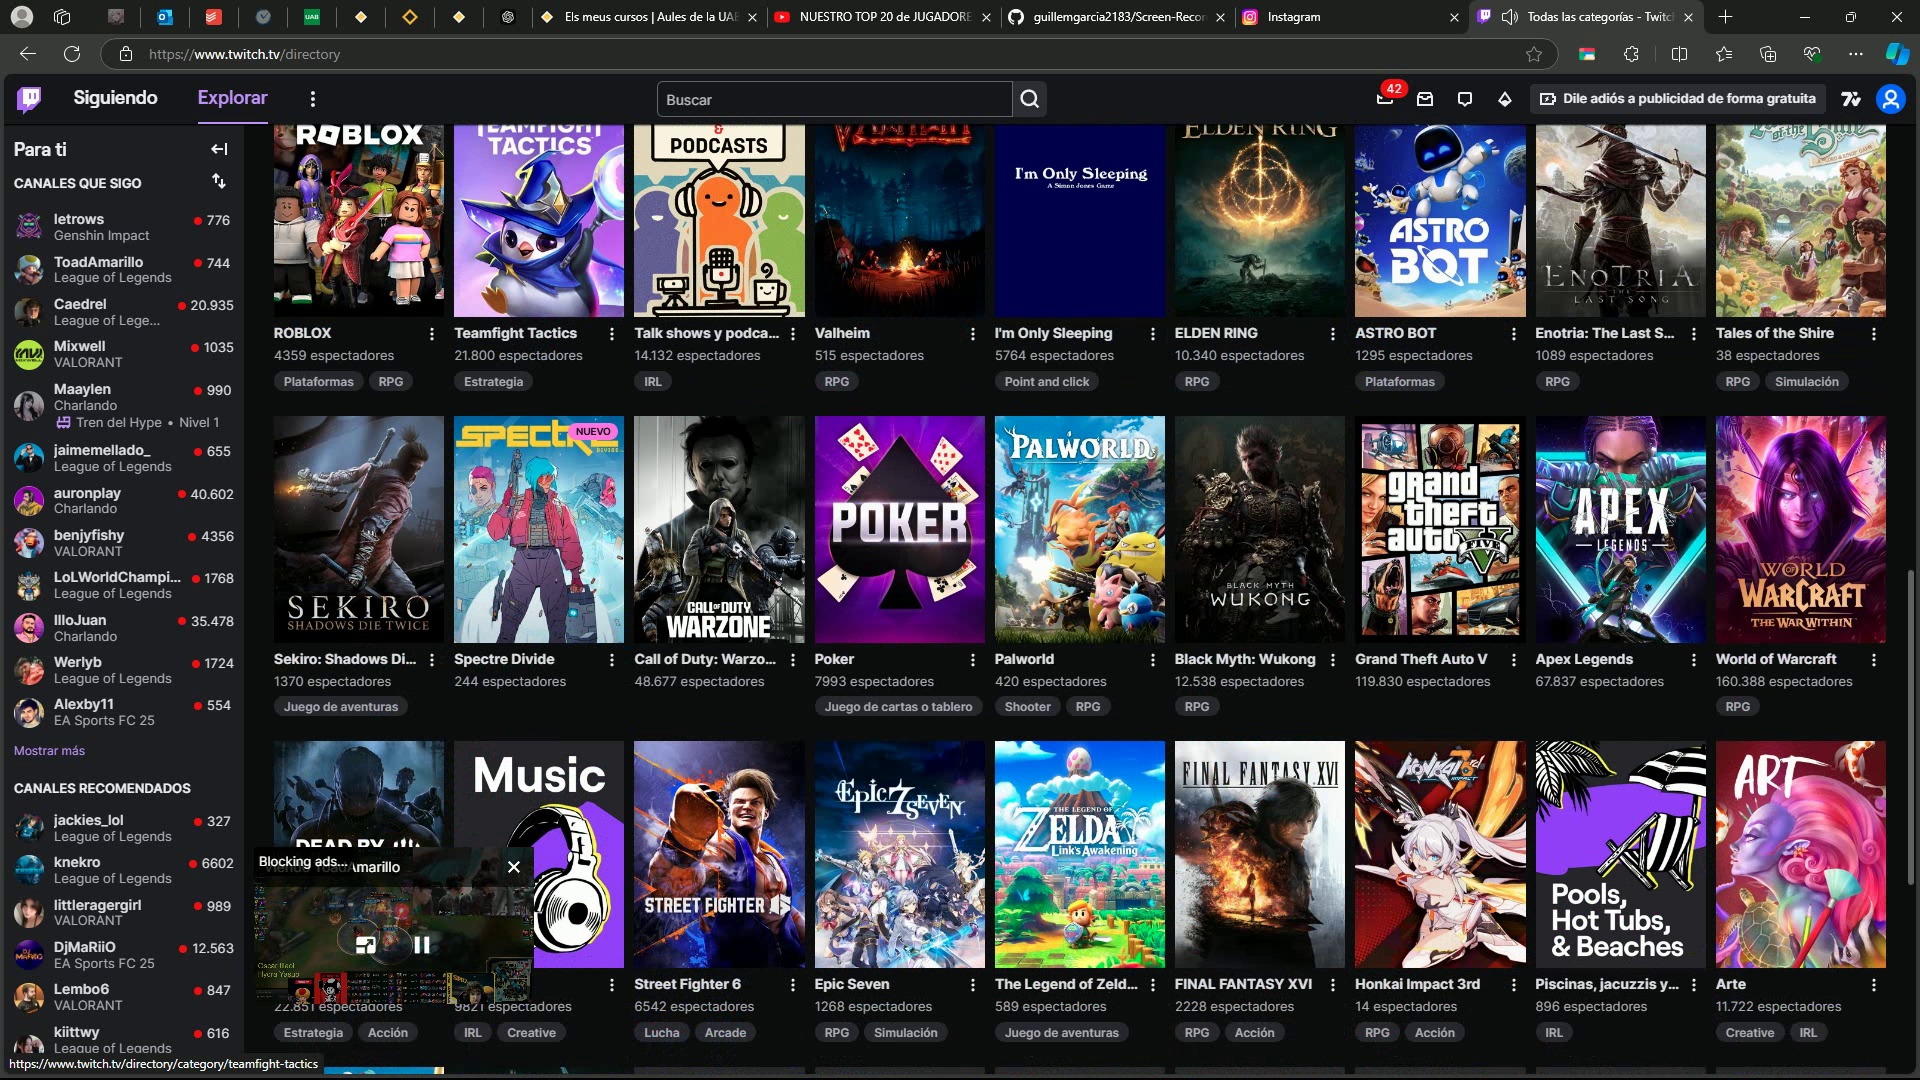 Els meus cursos | Aules de la UAB
NUESTRO TOP 20 de JUGADORE
guillemgarcia2183/Screen-Recor
Instagram
Todas las categorías - Twitch
https://www.twitch.tv/directory
Siguiendo
Explorar
Buscar
42
Dile adiós a publicidad de forma gratuita
Para ti
CANALES QUE SIGO
letrows
776
Genshin Impact
ToadAmarillo
744
League of Legends
Caedrel
20.935
League of Lege...
Mixwell
1035
VALORANT
Maaylen
990
Charlando
Tren del Hype • Nivel 1
jaimemellado_
655
League of Legends
auronplay
40.602
Charlando
benjyfishy
4356
VALORANT
LoLWorldChampi...
1768
League of Legends
IlloJuan
35.478
Charlando
Werlyb
1724
League of Legends
Alexby11
554
EA Sports FC 25
Mostrar más
CANALES RECOMENDADOS
jackies_lol
327
League of Legends
knekro
6602
League of Legends
littleragergirl
989
VALORANT
DjMaRiiO
12.563
EA Sports FC 25
Lembo6
847
VALORANT
kiittwy
616
League of Legends
https://www.twitch.tv/directory/category/teamfight-tactics
ROBLOX
TEAMFIGHT
TACTICS
&
PODCASTS
VALHEIM
I'm Only Sleeping
A Simon Jones Game
ELDEN RING
ASTRO
BOT
ENOTRIA
THE
LAST SONG
of the
ROBLOX
4359 espectadores
Plataformas
RPG
Teamfight Tactics
21.800 espectadores
Estrategia
Talk shows y podca...
14.132 espectadores
IRL
Valheim
515 espectadores
RPG
I'm Only Sleeping
5764 espectadores
Point and click
ELDEN RING
10.340 espectadores
RPG
ASTRO BOT
1295 espectadores
Plataformas
Enotria: The Last S...
1089 espectadores
RPG
Tales of the Shire
38 espectadores
RPG
Simulación
SEKIRO
SHADOWS DIE TWICE
SPECTRE
DIVIDE
NUEVO
CALL OF DUTY
WARZONE
POKER
PALWORLD
BLACK MYTH
WUKONG
grand
theft
auto
FIVE
APEX
LEGENDS
WORLD
OF
WARCRAFT
THE WAR WITHIN
Sekiro: Shadows Di...
1370 espectadores
Juego de aventuras
Spectre Divide
244 espectadores
Call of Duty: Warzo...
48.677 espectadores
Poker
7993 espectadores
Juego de cartas o tablero
Palworld
420 espectadores
Shooter
RPG
Black Myth: Wukong
12.538 espectadores
RPG
Grand Theft Auto V
119.830 espectadores
Apex Legends
67.837 espectadores
World of Warcraft
160.388 espectadores
RPG
DEAD BY
Blocking ads...
Viendo ToadAmarillo
Music
STREET FIGHTER 6
EPIC SEVEN
THE LEGEND OF
ZELDA
Link's Awakening
FINAL FANTASY XVI
HONKAI 3rd
IMPACT
Pools,
Hot Tubs,
& Beaches
ART
22.851 espectadores
Estrategia
Acción
9821 espectadores
IRL
Creative
Street Fighter 6
6542 espectadores
Lucha
Arcade
Epic Seven
1268 espectadores
RPG
Simulación
The Legend of Zeld...
589 espectadores
Juego de aventuras
FINAL FANTASY XVI
2228 espectadores
RPG
Acción
Honkai Impact 3rd
14 espectadores
RPG
Acción
Piscinas, jacuzzis y...
896 espectadores
IRL
Arte
11.722 espectadores
Creative
IRL